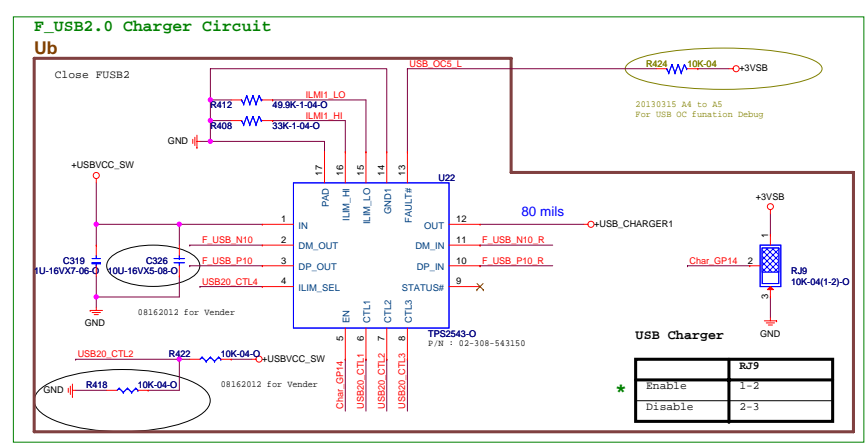 F_USB2.0 Charger Circuit
Ub
Close FUSB2
USB_OC5_L
R424
10K-04
+3VSB
20130315 A4 to A5
For USB OC funation Debug
R412
49.9K-1-04-O
ILMI1_LO
R408
33K-1-04-O
ILMI1_HI
GND
+USBVCC_SW
17
16
15
14
13
U22
PAD
ILIM_HI
ILIM_LO
GND1
FAULT#
1
IN
OUT
12
80 mils
+USB_CHARGER1
F_USB_N10
2
DM_OUT
DM_IN
11
F_USB_N10_R
F_USB_P10
3
DP_OUT
DP_IN
10
F_USB_P10_R
USB20_CTL4
4
ILIM_SEL
STATUS#
9
EN
CTL1
CTL2
CTL3
5
6
7
8
TPS2543-O
P/N : 02-308-543150
Char_GP14
USB20_CTL1
USB20_CTL2
USB20_CTL3
C319
1U-16VX7-06-O
C326
10U-16VX5-08-O
GND
08162012 for Vender
+3VSB
1
Char_GP14
2
RJ9
10K-04(1-2)-O
3
GND
USB20_CTL2
R422
10K-04-O
+USBVCC_SW
GND
R418
10K-04-O
08162012 for Vender
USB Charger
RJ9
* Enable 1-2
Disable 2-3